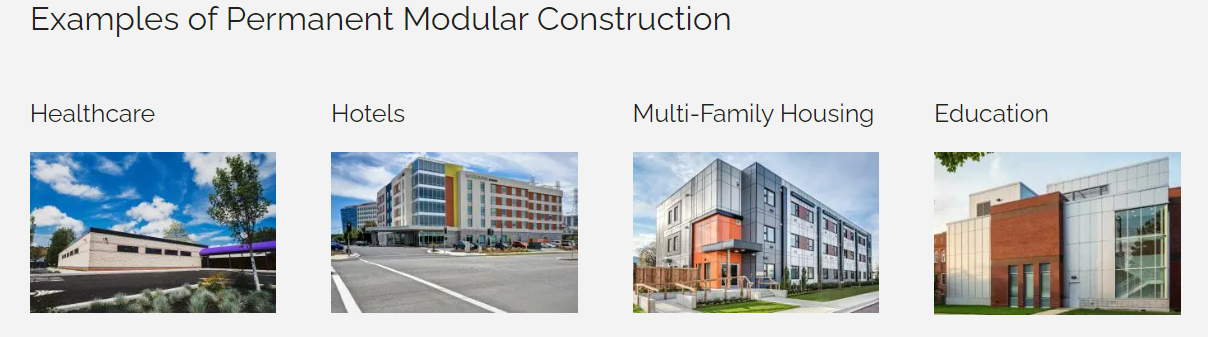 Examples of Permanent Modular Construction
Healthcare
Hotels
Multi-Family Housing
Education